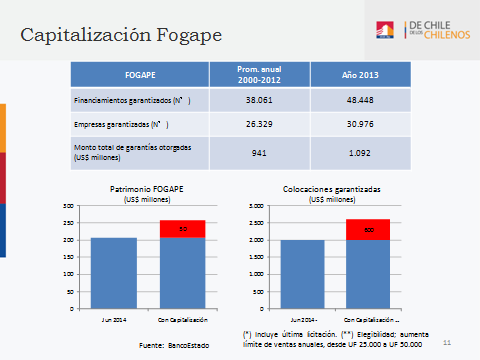 Capitalización Fogape
DE CHILE
DE LOS
CHILENOS
FOGAPE
Prom. anual
2000-2012
Año 2013
Financiamientos garantizados (N° )
38.061
48.448
Empresas garantizadas (N° )
26.329
30.976
Monto total de garantías otorgadas
(US$ millones)
941
1.092
Patrimonio FOGAPE
(US$ millones)
300
250
200
150
100
50
0
50
Jun 2014
Con Capitalización
Colocaciones garantizadas
(US$ millones)
3.000
2.500
2.000
1.500
1.000
500
0
600
Jun 2014 -
Con Capitalización ...
Fuente: BancoEstado
(*) Incluye última licitación. (**) Elegibilidad; aumenta
límite de ventas anuales, desde UF 25.000 a UF 50.000
11